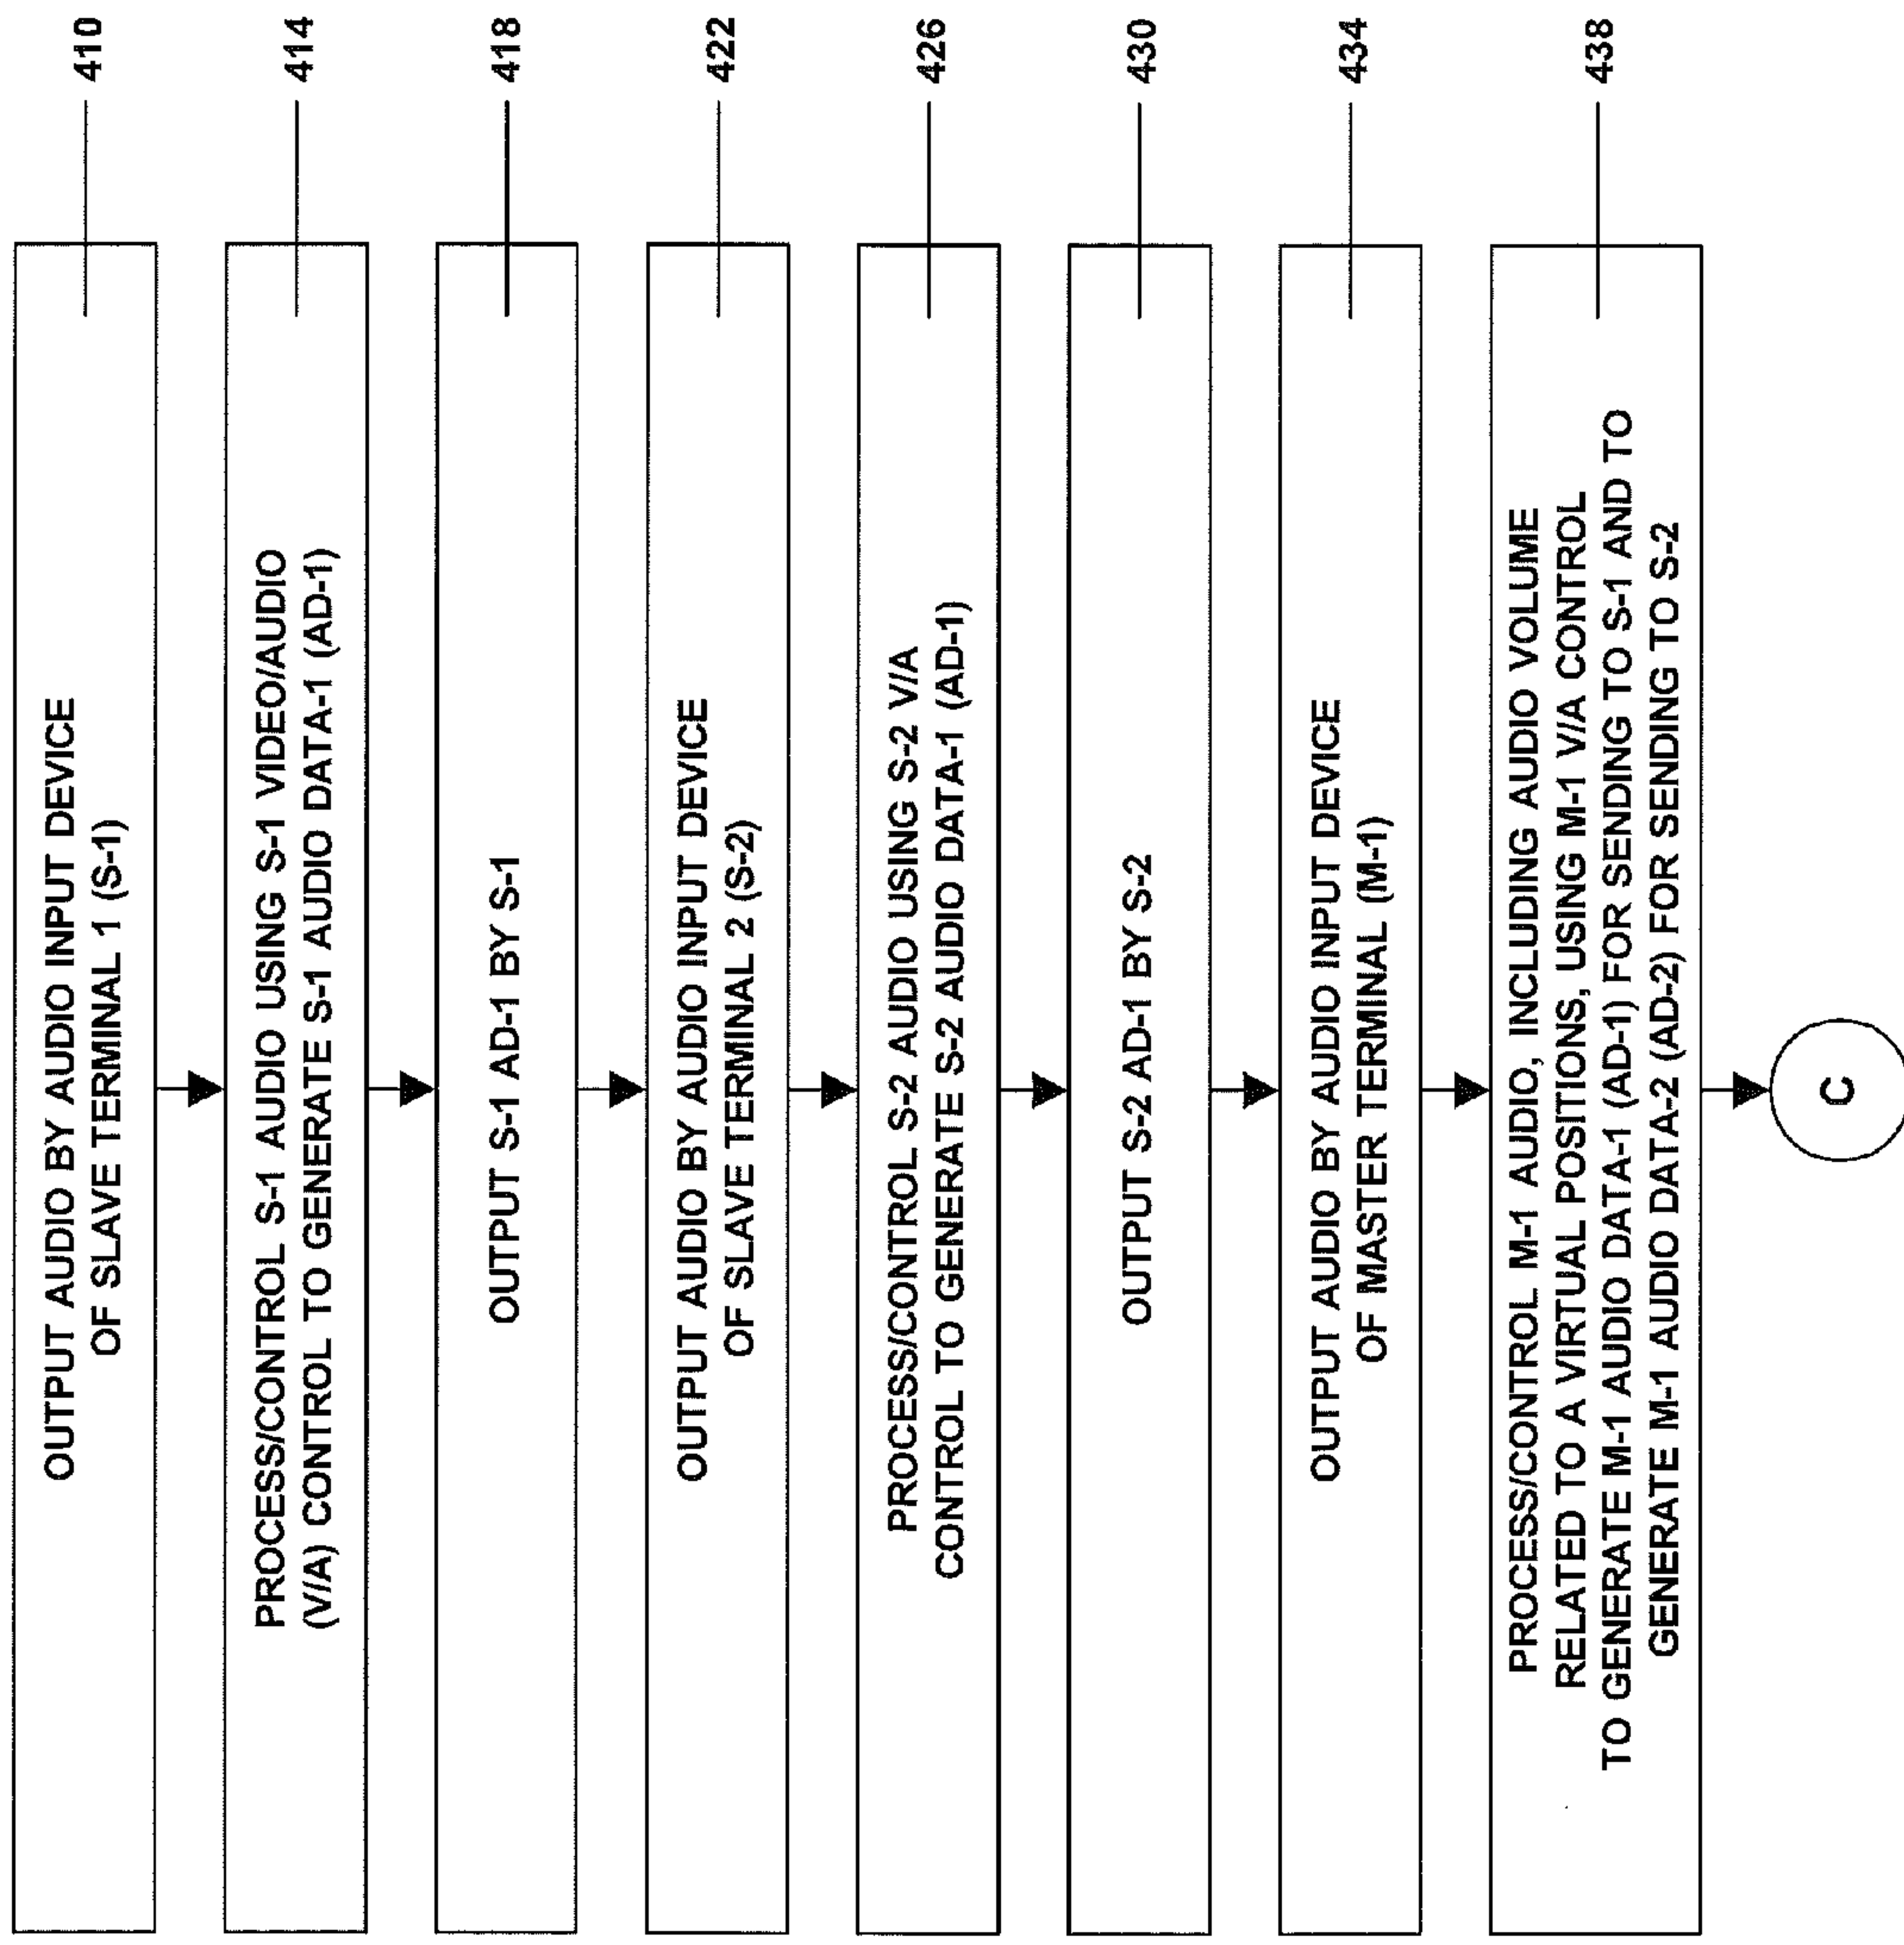 OUTPUT AUDIO BY AUDIO INPUT DEVICE
OF SLAVE TERMINAL 1 (S-1)
410
PROCESS/CONTROL S-1 AUDIO USING S-1 VIDEO/AUDIO
(V/A) CONTROL TO GENERATE S-1 AUDIO DATA-1 (AD-1)
414
OUTPUT S-1 AD-1 BY S-1
418
OUTPUT AUDIO BY AUDIO INPUT DEVICE
OF SLAVE TERMINAL 2 (S-2)
422
PROCESS/CONTROL S-2 AUDIO USING S-2 V/A
CONTROL TO GENERATE S-2 AUDIO DATA-1 (AD-1)
426
OUTPUT S-2 AD-1 BY S-2
430
OUTPUT AUDIO BY AUDIO INPUT DEVICE
OF MASTER TERMINAL (M-1)
434
PROCESS/CONTROL M-1 AUDIO, INCLUDING AUDIO VOLUME
RELATED TO A VIRTUAL POSITIONS, USING M-1 V/A CONTROL
TO GENERATE M-1 AUDIO DATA-1 (AD-1) FOR SENDING TO S-1 AND TO
GENERATE M-1 AUDIO DATA-2 (AD-2) FOR SENDING TO S-2
438
C